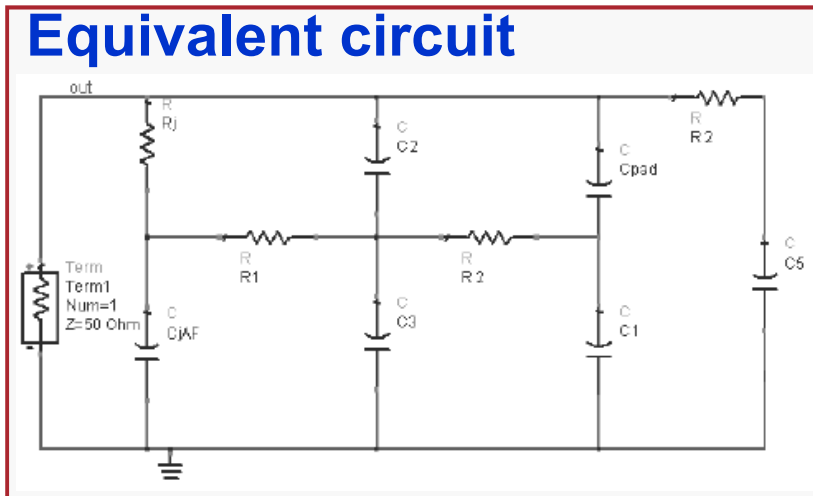 Equivalent circuit
out
R
Rj
C
C2
C
Cpad
R
R2
R
R1
R
R2
C
C5
Term
Term1
Num=1
Z=50 Ohm
C
CjAF
C
C3
C
C1